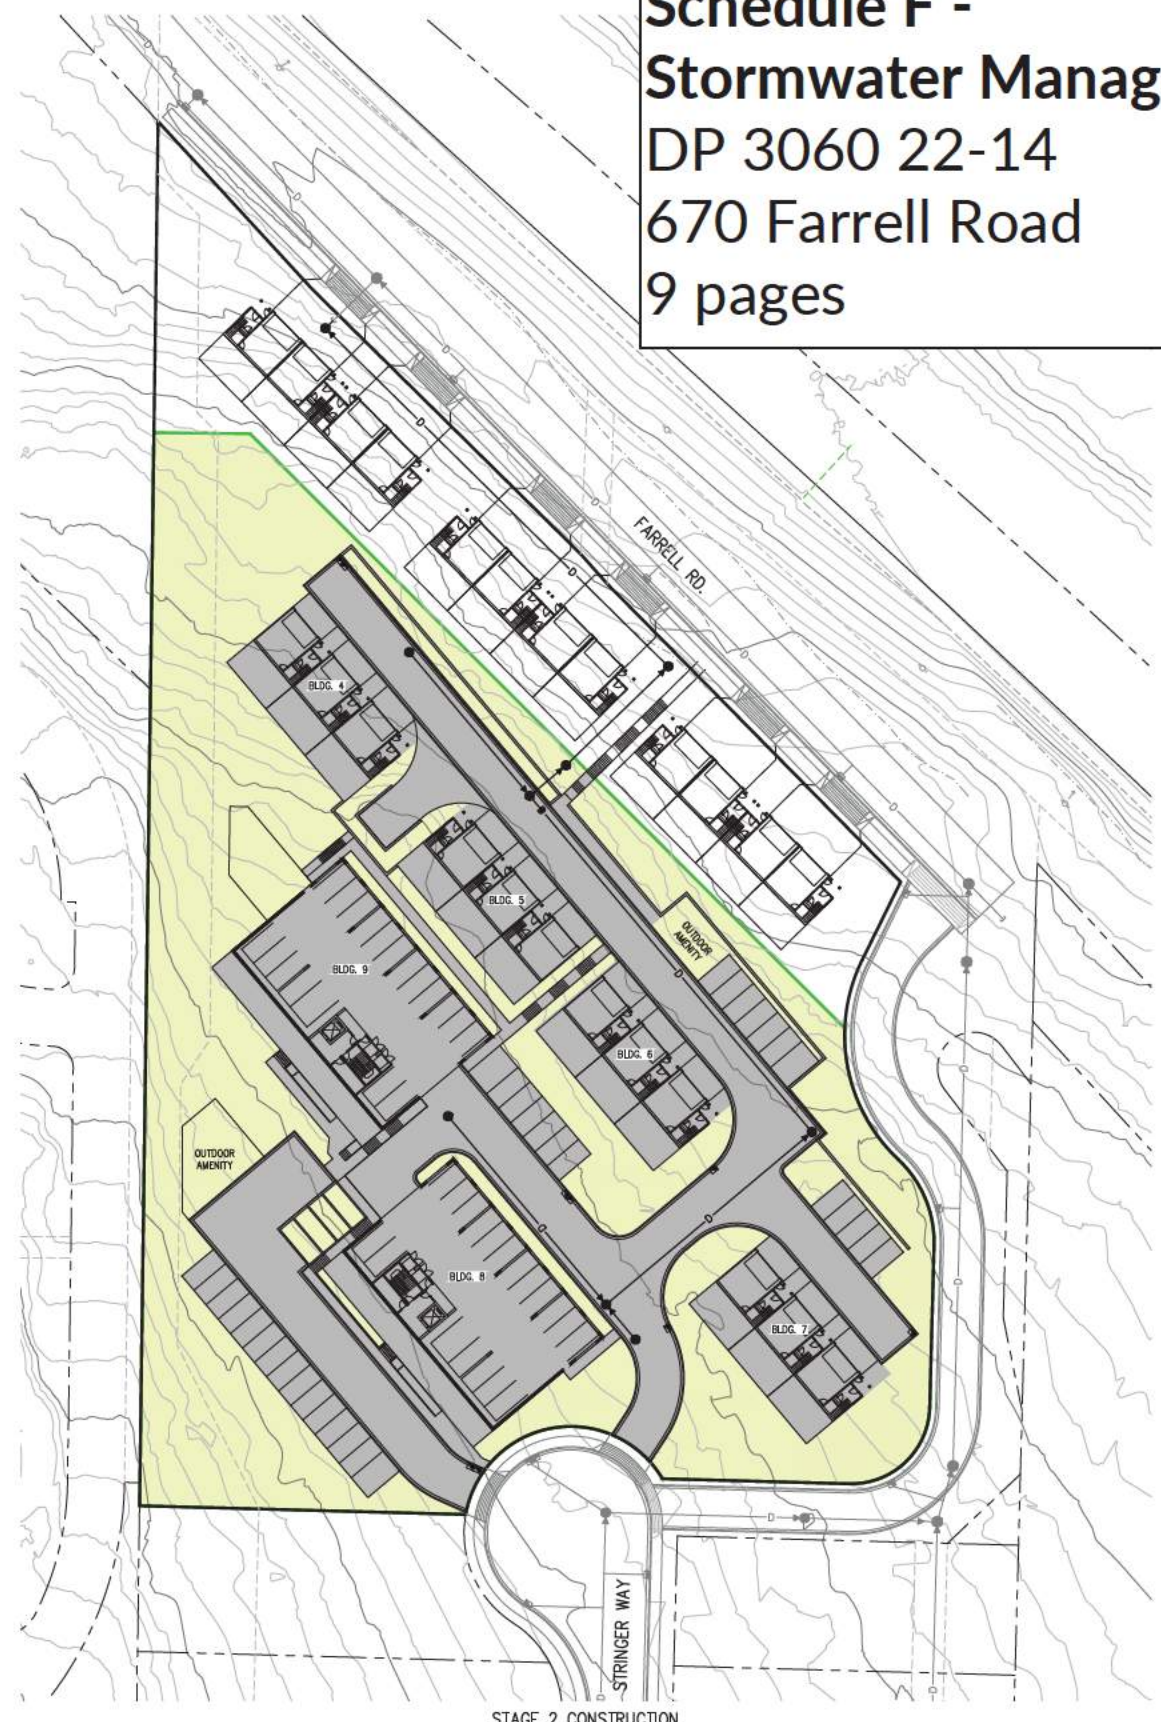 Schedule F -
Stormwater Manag
DP 3060 22-14
670 Farrell Road
9 pages
FARRELL RD.
BLDG. 4
BLDG. 5
OUTDOOR
AMENITY
BLDG. 9
BLDG. 6
OUTDOOR
AMENITY
BLDG. 8
BLDG. 7
STRINGER WAY
STAGE 2 CONSTRUCTION